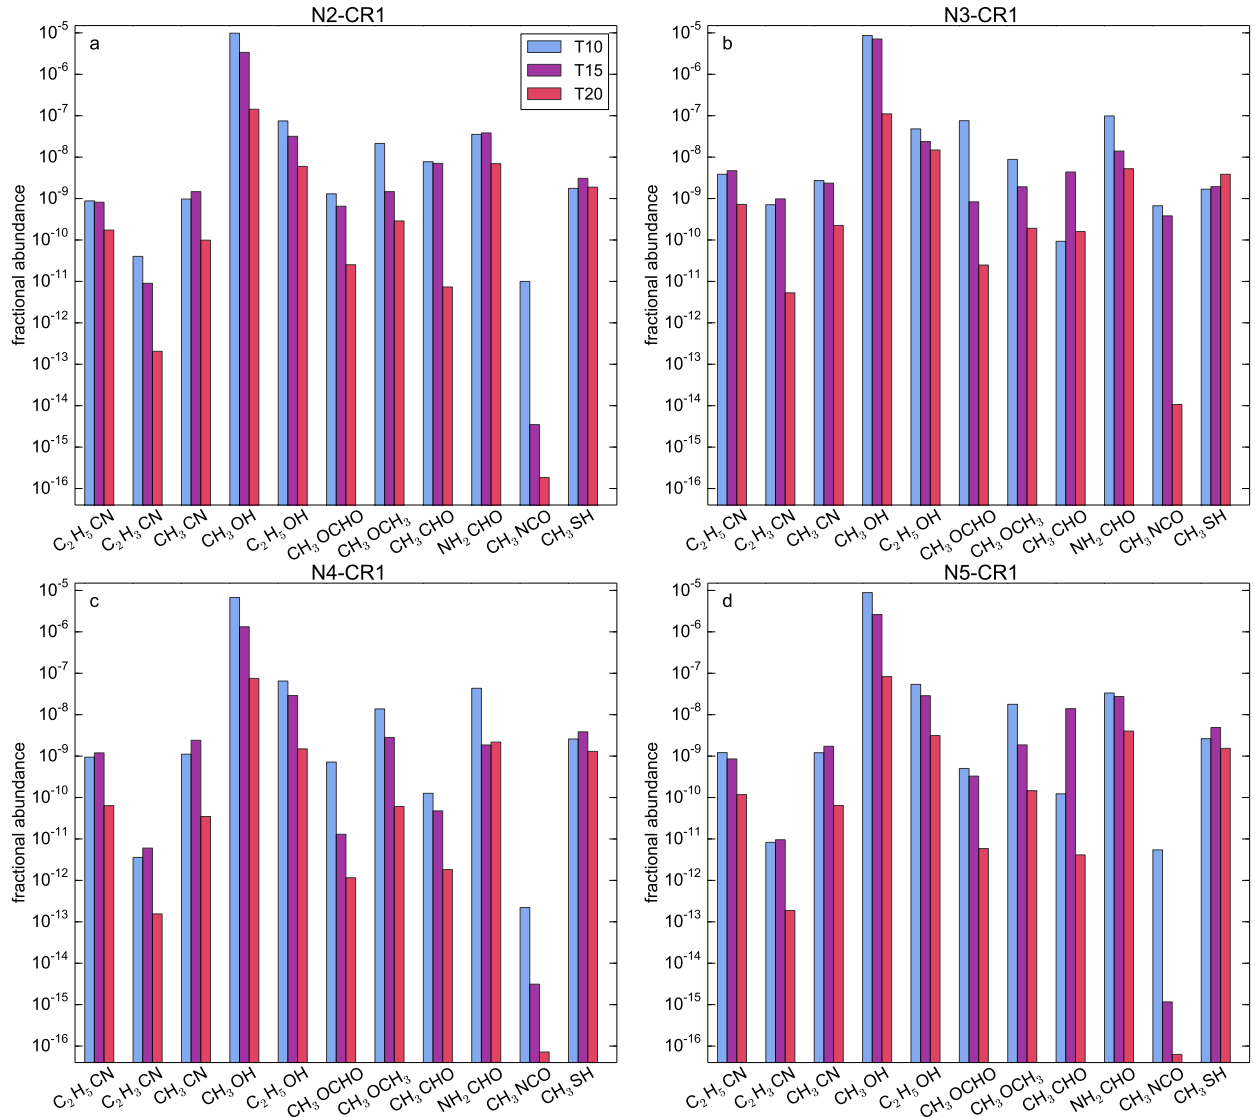 N2-CR1
a
T10
T15
T20
fractional abundance
10⁻⁵
10⁻⁶
10⁻⁷
10⁻⁸
10⁻⁹
10⁻¹⁰
10⁻¹¹
10⁻¹²
10⁻¹³
10⁻¹⁴
10⁻¹⁵
10⁻¹⁶
C₂H₅CN
C₂H₃CN
CH₃CN
CH₃OH
C₂H₅OH
CH₃OCHO
CH₃OCH₃
CH₃CHO
NH₂CHO
CH₃NCO
CH₃SH
N3-CR1
b
fractional abundance
10⁻⁵
10⁻⁶
10⁻⁷
10⁻⁸
10⁻⁹
10⁻¹⁰
10⁻¹¹
10⁻¹²
10⁻¹³
10⁻¹⁴
10⁻¹⁵
10⁻¹⁶
C₂H₅CN
C₂H₃CN
CH₃CN
CH₃OH
C₂H₅OH
CH₃OCHO
CH₃OCH₃
CH₃CHO
NH₂CHO
CH₃NCO
CH₃SH
N4-CR1
c
fractional abundance
10⁻⁵
10⁻⁶
10⁻⁷
10⁻⁸
10⁻⁹
10⁻¹⁰
10⁻¹¹
10⁻¹²
10⁻¹³
10⁻¹⁴
10⁻¹⁵
10⁻¹⁶
C₂H₅CN
C₂H₃CN
CH₃CN
CH₃OH
C₂H₅OH
CH₃OCHO
CH₃OCH₃
CH₃CHO
NH₂CHO
CH₃NCO
CH₃SH
N5-CR1
d
fractional abundance
10⁻⁵
10⁻⁶
10⁻⁷
10⁻⁸
10⁻⁹
10⁻¹⁰
10⁻¹¹
10⁻¹²
10⁻¹³
10⁻¹⁴
10⁻¹⁵
10⁻¹⁶
C₂H₅CN
C₂H₃CN
CH₃CN
CH₃OH
C₂H₅OH
CH₃OCHO
CH₃OCH₃
CH₃CHO
NH₂CHO
CH₃NCO
CH₃SH